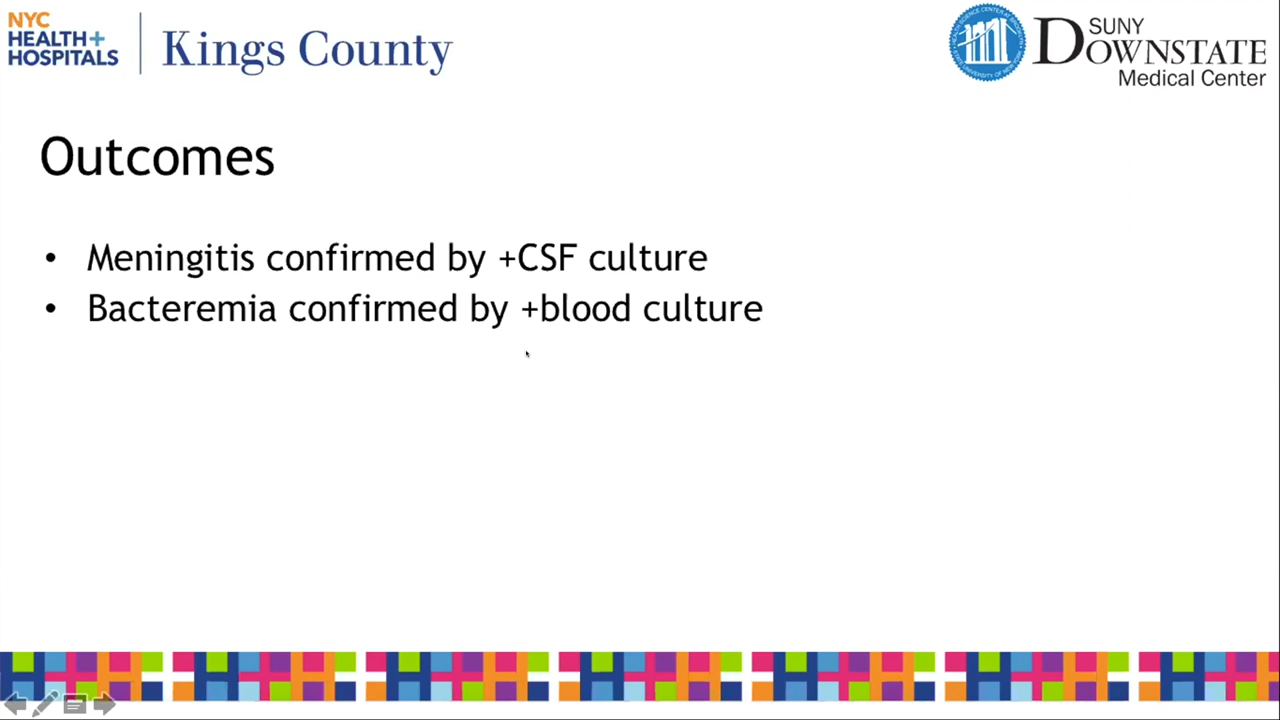 NYC
HEALTH+
HOSPITALS
Kings County
SUNY
DOWNSTATE
Medical Center
Outcomes
• Meningitis confirmed by +CSF culture
• Bacteremia confirmed by +blood culture